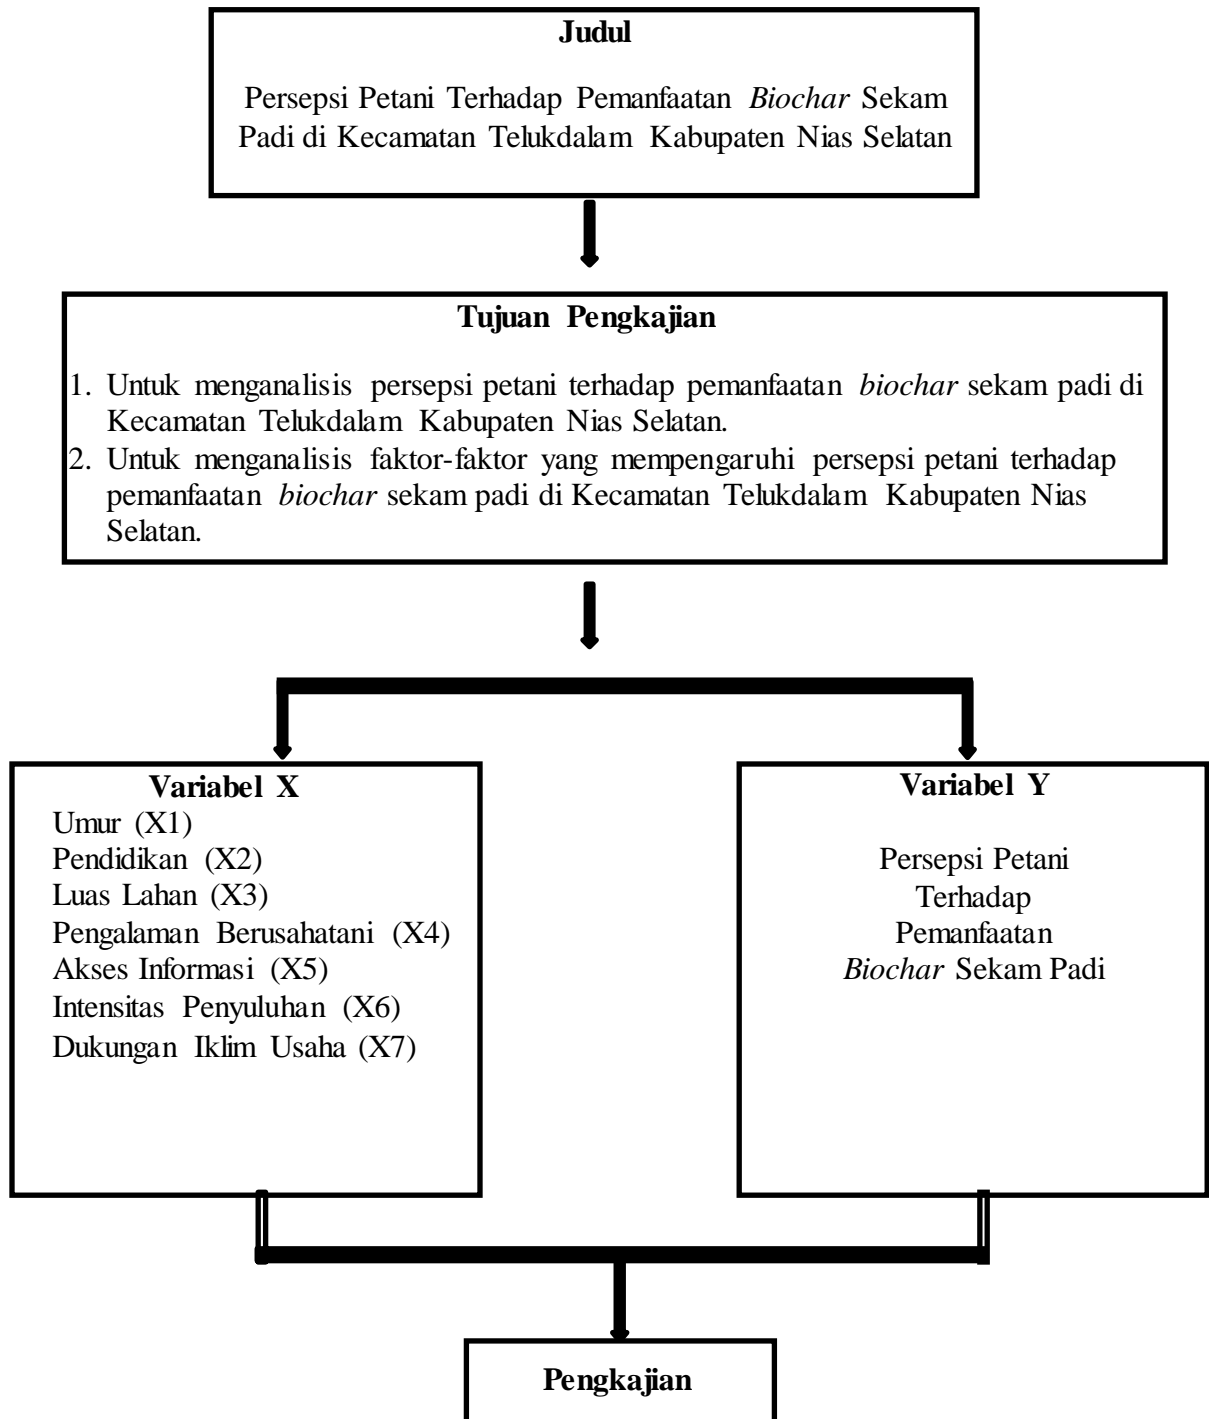 Judul
Persepsi Petani Terhadap Pemanfaatan Biochar Sekam
Padi di Kecamatan Telukdalam Kabupaten Nias Selatan
Tujuan Pengkajian
1. Untuk menganalisis persepsi petani terhadap pemanfaatan biochar sekam padi di
Kecamatan Telukdalam Kabupaten Nias Selatan.
2. Untuk menganalisis faktor-faktor yang mempengaruhi persepsi petani terhadap
pemanfaatan biochar sekam padi di Kecamatan Telukdalam Kabupaten Nias
Selatan.
Variabel X
Umur (X1)
Pendidikan (X2)
Luas Lahan (X3)
Pengalaman Berusahatani (X4)
Akses Informasi (X5)
Intensitas Penyuluhan (X6)
Dukungan Iklim Usaha (X7)
Variabel Y
Persepsi Petani
Terhadap
Pemanfaatan
Biochar Sekam Padi
Pengkajian